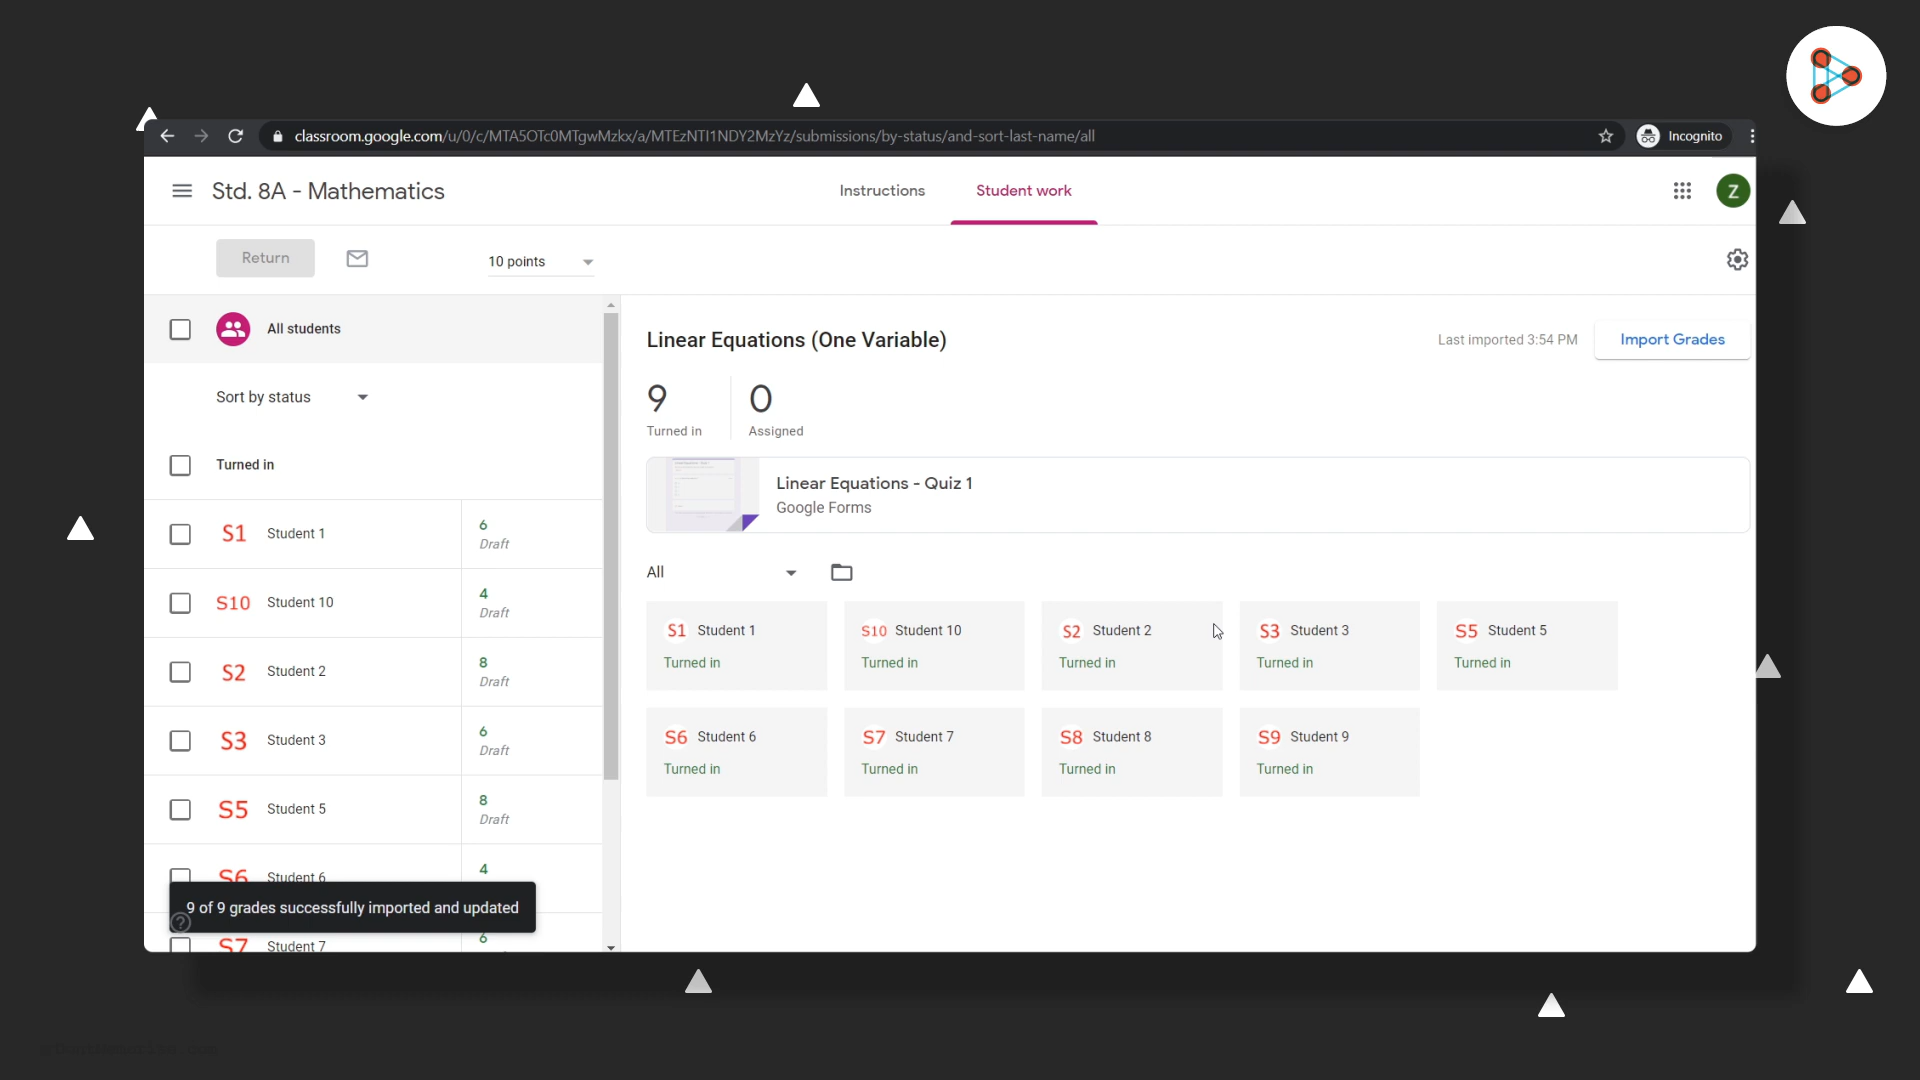 classroom.google.com/u/0/c/MTA5OTc0MTgwMzkx/a/MTEzNTI1NDY2MzYz/submissions/by-status/and-sort-last-name/all
Incognito
Std. 8A - Mathematics
Instructions
Student work
Z
Return
10 points
All students
Sort by status
Turned in
S1 Student 1
6
Draft
S10 Student 10
4
Draft
S2 Student 2
8
Draft
S3 Student 3
6
Draft
S5 Student 5
8
Draft
S6 Student 6
4
9 of 9 grades successfully imported and updated
S7 Student 7
6
Linear Equations (One Variable)
Last imported 3:54 PM
Import Grades
9
Turned in
0
Assigned
Linear Equations - Quiz 1
Google Forms
All
S1 Student 1
Turned in
S10 Student 10
Turned in
S2 Student 2
Turned in
S3 Student 3
Turned in
S5 Student 5
Turned in
S6 Student 6
Turned in
S7 Student 7
Turned in
S8 Student 8
Turned in
S9 Student 9
Turned in